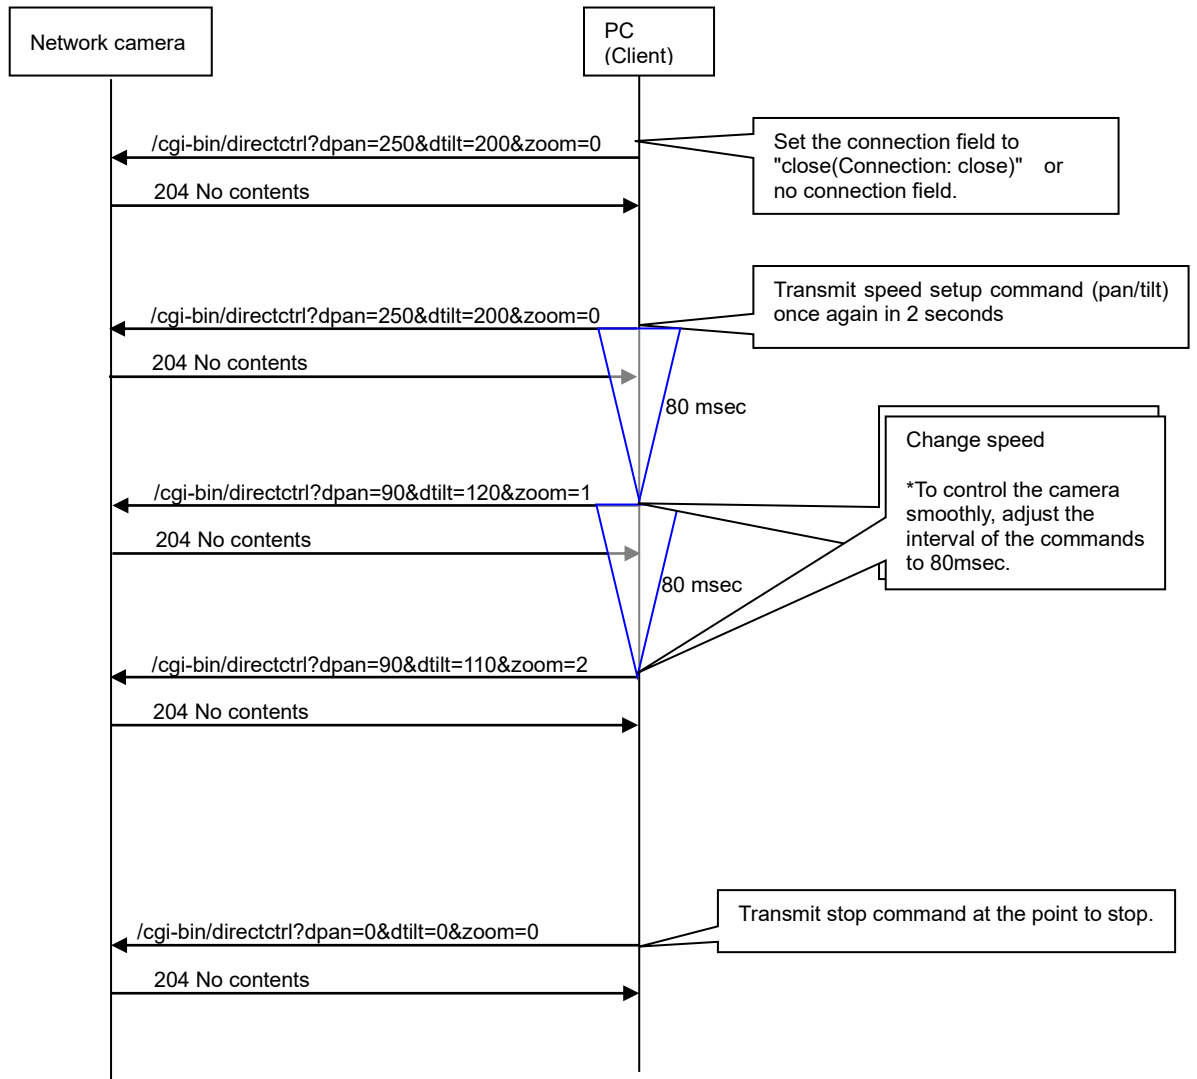 Network camera
PC
(Client)
/cgi-bin/directctrl?dpan=250&dtilt=200&zoom=0
Set the connection field to
"close(Connection: close)" or
no connection field.
204 No contents
Transmit speed setup command (pan/tilt)
once again in 2 seconds
/cgi-bin/directctrl?dpan=250&dtilt=200&zoom=0
204 No contents
80 msec
Change speed
*To control the camera
smoothly, adjust the
interval of the commands
to 80msec.
/cgi-bin/directctrl?dpan=90&dtilt=120&zoom=1
204 No contents
80 msec
/cgi-bin/directctrl?dpan=90&dtilt=110&zoom=2
204 No contents
Transmit stop command at the point to stop.
/cgi-bin/directctrl?dpan=0&dtilt=0&zoom=0
204 No contents